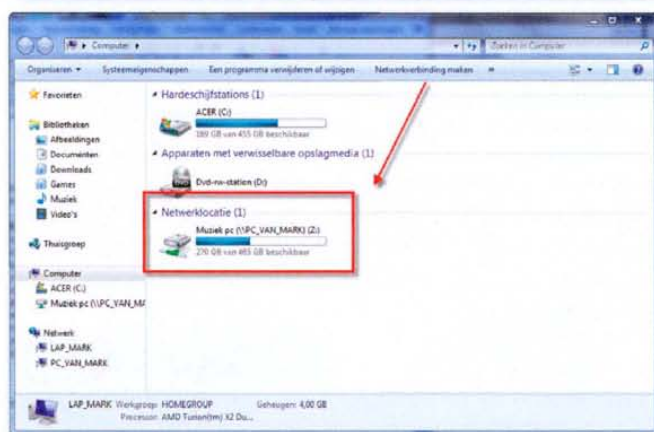 Computer
Zoeken in Computer
Organiseren
Systeemeigenschappen
Een programma verwijderen of wijzigen
Netwerkverbinding maken
»
Favorieten
Bibliotheken
Afbeeldingen
Documenten
Downloads
Games
Muziek
Video's
Thuisgroep
Computer
ACER (C:)
Muziek pc (\\PC_VAN_MA
Netwerk
LAP_MARK
PC_VAN_MARK
Hardeschijfstations (1)
ACER (C:)
189 GB van 455 GB beschikbaar
Apparaten met verwisselbare opslagmedia (1)
DVD
Dvd-rw-station (D:)
Netwerklocatie (1)
Muziek pc (\\PC_VAN_MARK) (Z:)
270 GB van 465 GB beschikbaar
LAP_MARK Werkgroep: HOMEGROUP Geheugen: 4,00 GB
Processor: AMD Turion(tm) X2 Du...